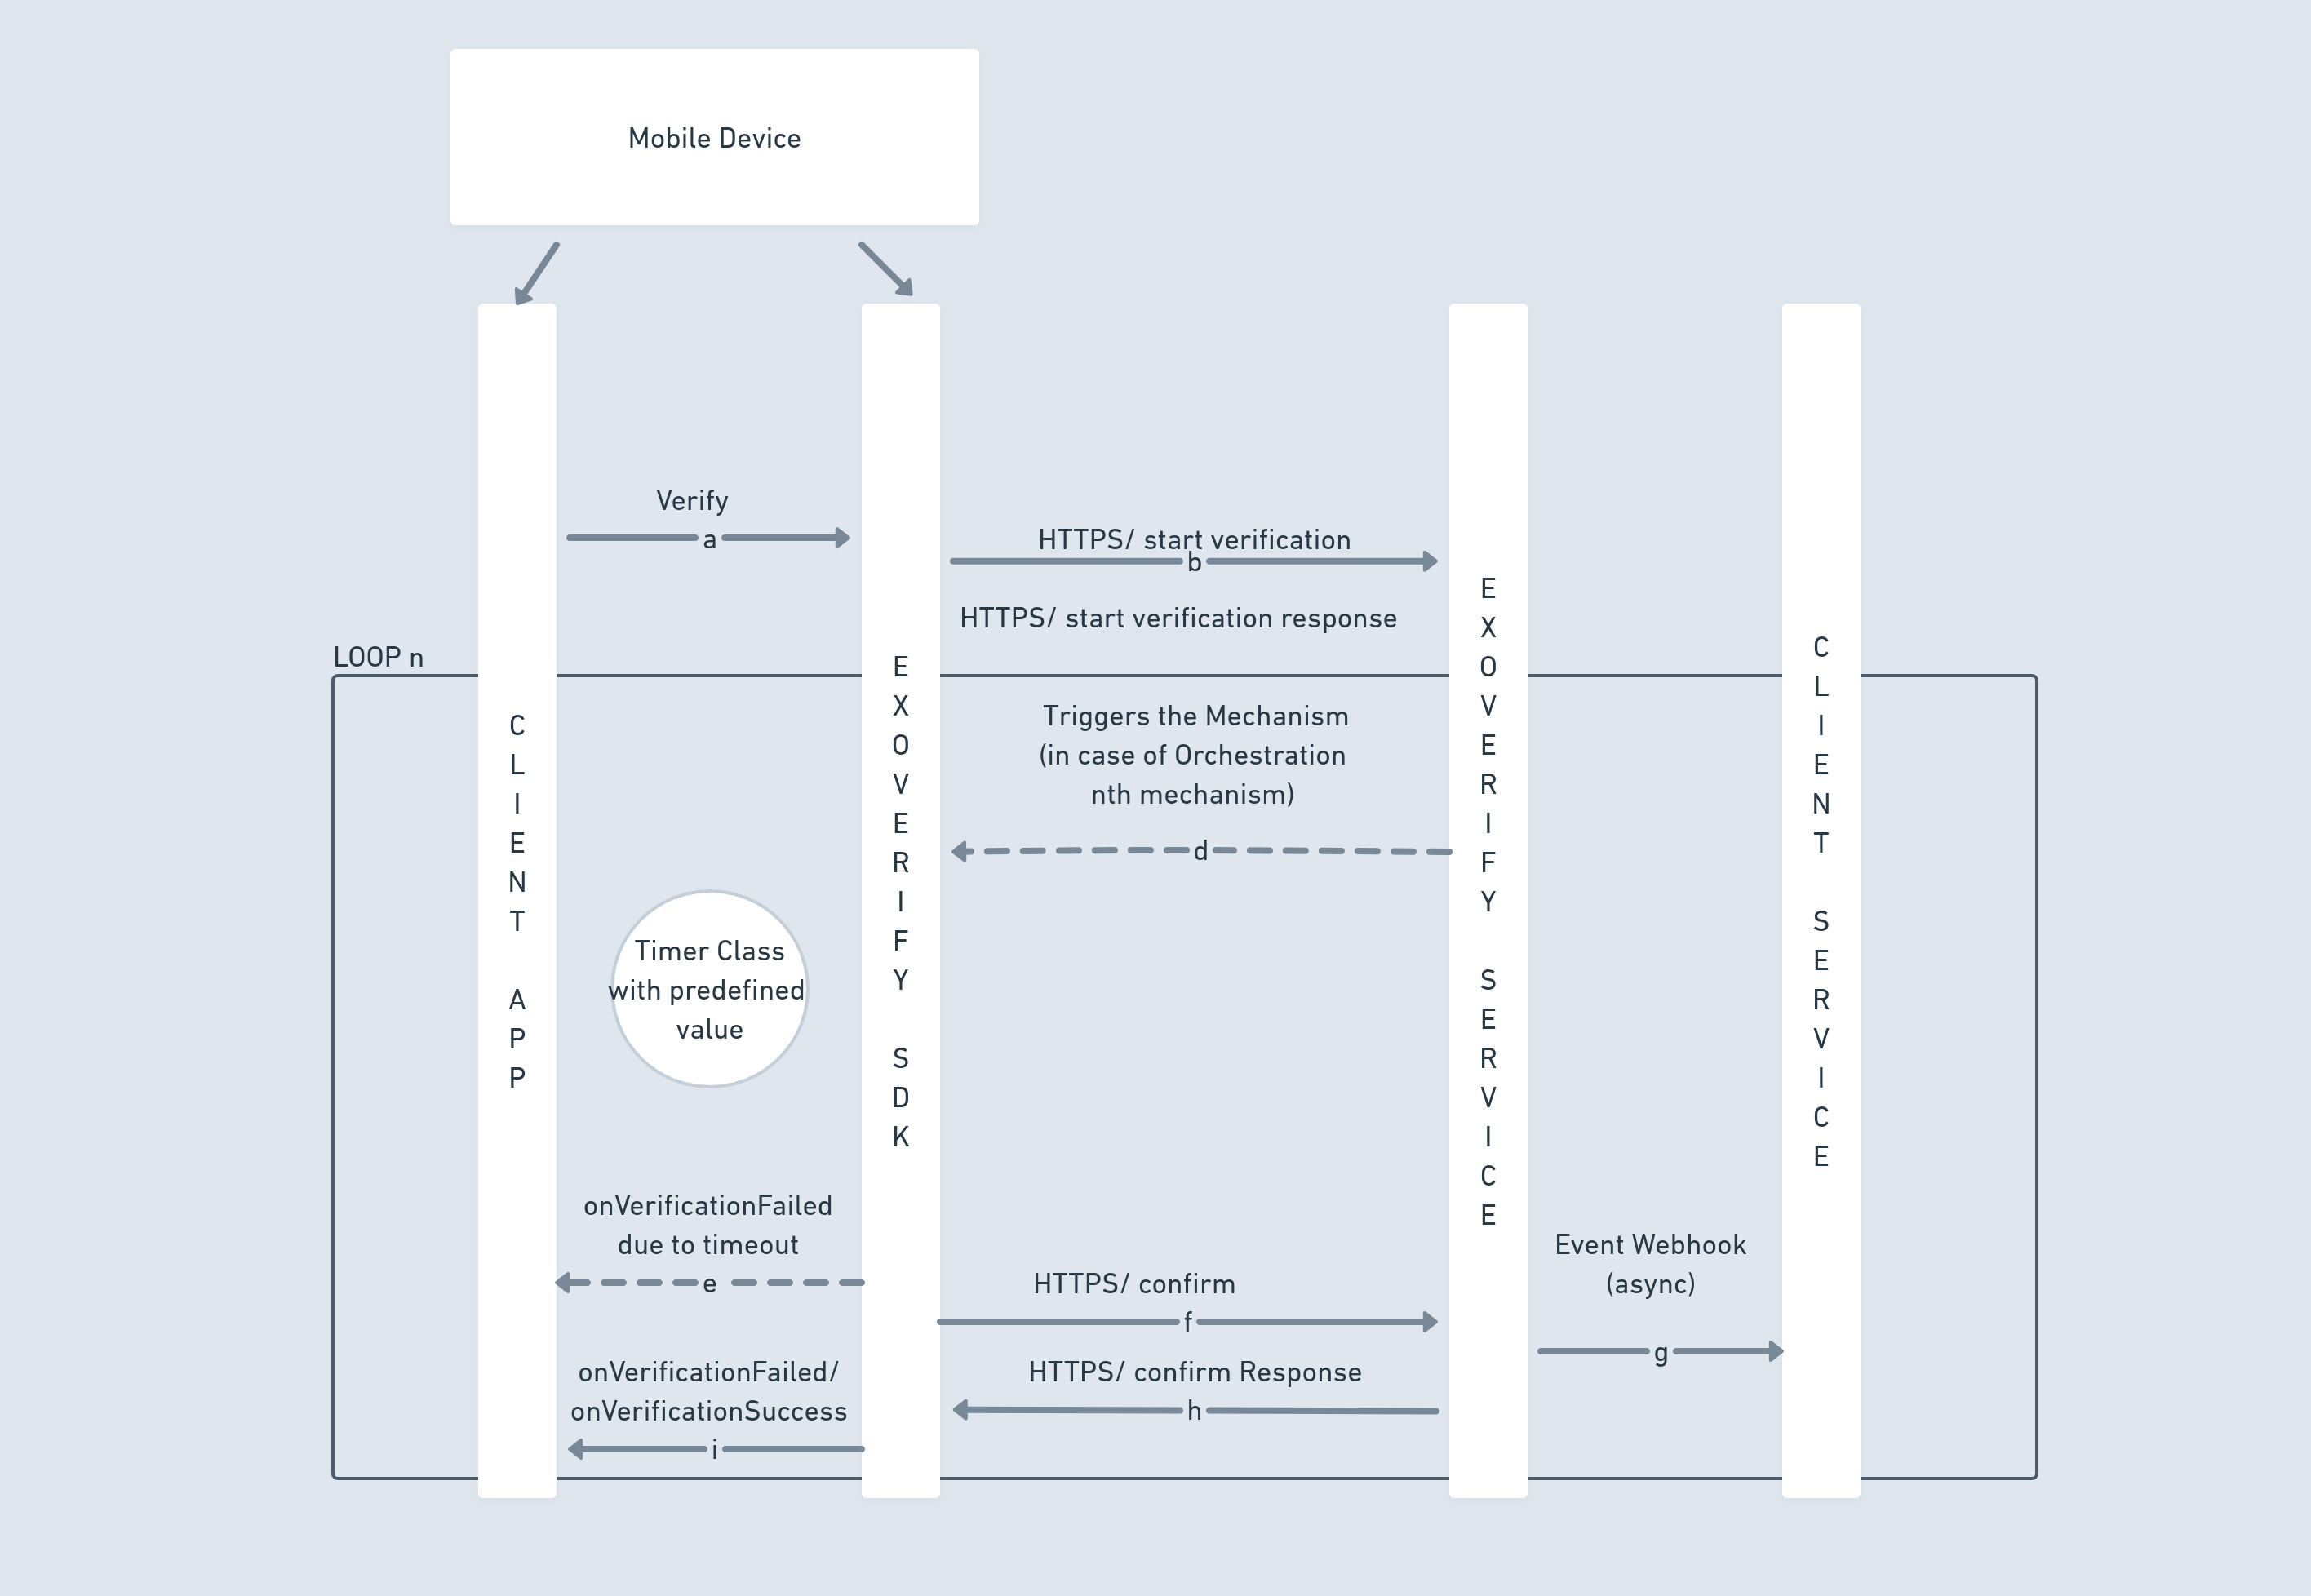 Mobile Device
Verify
a
HTTPS/ start verification
b
HTTPS/ start verification response
LOOP n
CLIENT APP
EXOVERIFY SDK
EXOVERIFY SERVICE
CLIENT SERVICE
Triggers the Mechanism
(in case of Orchestration
nth mechanism)
d
Timer Class
with predefined
value
onVerificationFailed
due to timeout
e
HTTPS/ confirm
f
Event Webhook
(async)
g
HTTPS/ confirm Response
h
onVerificationFailed/
onVerificationSuccess
i